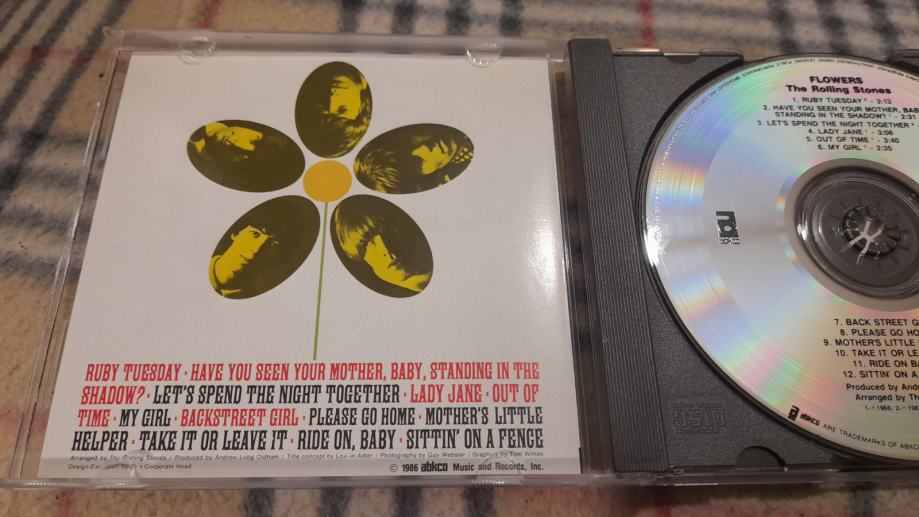 RUBY TUESDAY · HAVE YOU SEEN YOUR MOTHER, BABY, STANDING IN THE
SHADOW? · LET'S SPEND THE NIGHT TOGETHER · LADY JANE · OUT OF
TIME · MY GIRL · BACKSTREET GIRL · PLEASE GO HOME · MOTHER'S LITTLE
HELPER · TAKE IT OR LEAVE IT · RIDE ON, BABY · SITTIN' ON A FENCE
Arranged by The Rolling Stones / Produced by Andrew Loog Oldham / Title concept by Lou-in Adler / Photography by Guy Webster / Graphics by Tom Wilkes
Corporate Head
© 1986 abkco Music and Records, Inc.
FLOWERS
The Rolling Stones
1. RUBY TUESDAY - 3:13
2. HAVE YOU SEEN YOUR MOTHER, BAB
STANDING IN THE SHADOW? - 2:31
3. LET'S SPEND THE NIGHT TOGETHER
4. LADY JANE - 3:06
5. OUT OF TIME - 3:40
6. MY GIRL - 2:35
7. BACK STREET G
8. PLEASE GO HO
9. MOTHER'S LITTLE
10. TAKE IT OR LE
11. RIDE ON BA
12. SITTIN' ON A
Produced by Andr
Arranged by Th
abkco ARE TRADEMARKS OF ABKCO